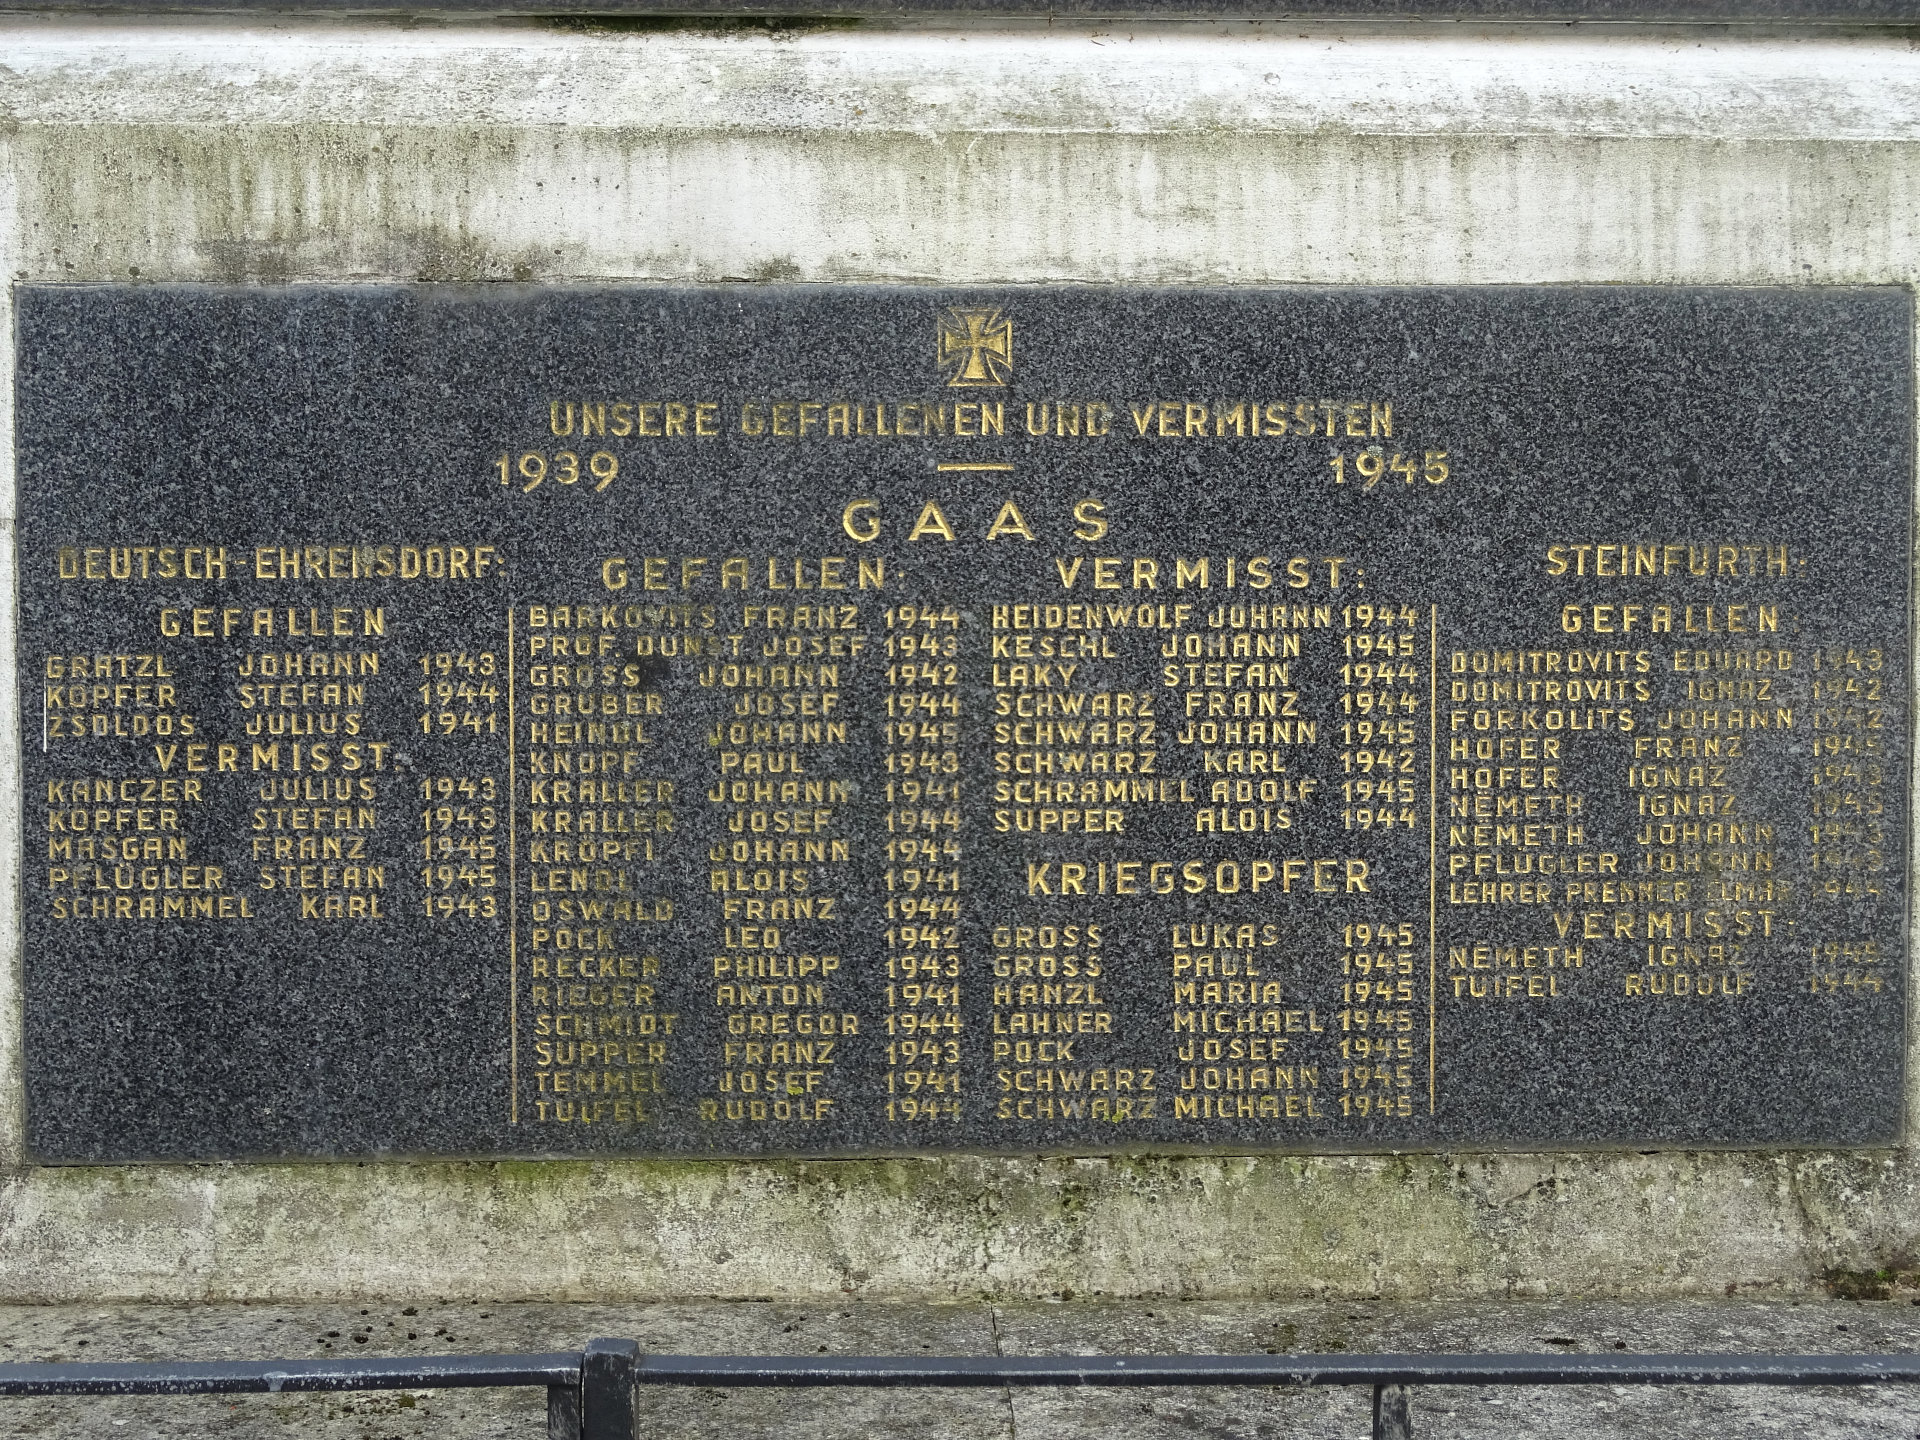 UNSERE GEFALLENEN UND VERMISSTEN
1939 — 1945
GAAS
DEUTSCH-EHRENSDORF:
GEFALLEN
GRATZL JOHANN 1943
KOPFER STEFAN 1944
ZSOLDOS JULIUS 1941
VERMISST:
KANCZER JULIUS 1943
KOPFER STEFAN 1943
MASGAN FRANZ 1945
PFLÜGLER STEFAN 1945
SCHRAMMEL KARL 1943
GEFALLEN:
BARKOVITS FRANZ 1944
PROF. DUNST JOSEF 1943
GROSS JOHANN 1942
GRUBER JOSEF 1944
HEINDL JOHANN 1945
KNOPF PAUL 1943
KRALLER JOHANN 1941
KRALLER JOSEF 1944
KRÖPFL JOHANN 1944
LENDL ALOIS 1941
OSWALD FRANZ 1944
POCK LEO 1942
RECKER PHILIPP 1943
RIEGER ANTON 1941
SCHMIDT GREGOR 1944
SUPPER FRANZ 1943
TEMMEL JOSEF 1941
TUIFEL RUDOLF 1944
VERMISST:
HEIDENWOLF JOHANN 1944
KESCHL JOHANN 1945
LAKY STEFAN 1944
SCHWARZ FRANZ 1944
SCHWARZ JOHANN 1945
SCHWARZ KARL 1942
SCHRAMMEL ADOLF 1945
SUPPER ALOIS 1944
KRIEGSOPFER
GROSS LUKAS 1945
GROSS PAUL 1945
HANZL MARIA 1945
LAHNER MICHAEL 1945
POCK JOSEF 1945
SCHWARZ JOHANN 1945
SCHWARZ MICHAEL 1945
STEINFURTH:
GEFALLEN
DOMITROVITS EDUARD 1943
DOMITROVITS IGNAZ 1942
FORKOLITS JOHANN 1942
HOFER FRANZ 1945
HOFER IGNAZ 1943
NEMETH IGNAZ 1945
NEMETH JOHANN 1943
PFLÜGLER JOHANN 1943
LEHRER PRENNER ELMAR 1944
VERMISST:
NEMETH IGNAZ 1945
TUIFEL RUDOLF 1944